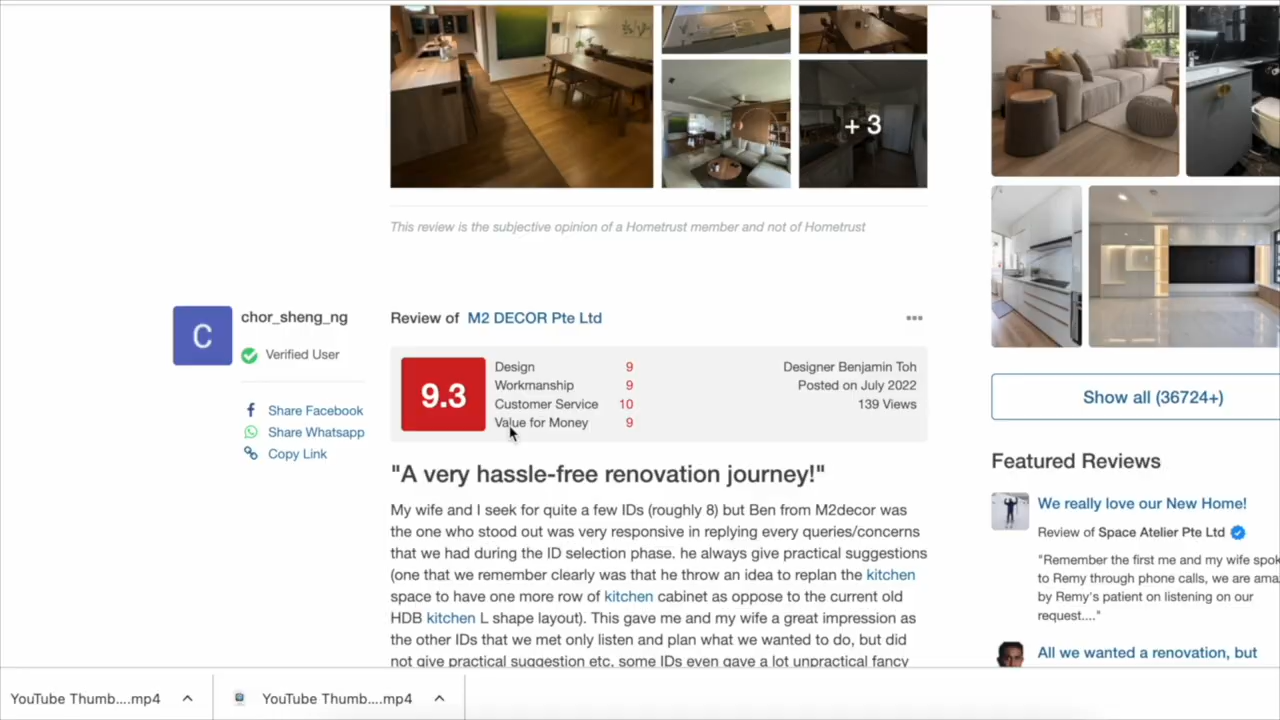 + 3
This review is the subjective opinion of a Hometrust member and not of Hometrust
C
chor_sheng_ng
Verified User
Share Facebook
Share Whatsapp
Copy Link
Review of M2 DECOR Pte Ltd
9.3
Design 9
Workmanship 9
Customer Service 10
Value for Money 9
Designer Benjamin Toh
Posted on July 2022
139 Views
"A very hassle-free renovation journey!"
My wife and I seek for quite a few IDs (roughly 8) but Ben from M2decor was
the one who stood out was very responsive in replying every queries/concerns
that we had during the ID selection phase. he always give practical suggestions
(one that we remember clearly was that he throw an idea to replan the kitchen
space to have one more row of kitchen cabinet as oppose to the current old
HDB kitchen L shape layout). This gave me and my wife a great impression as
the other IDs that we met only listen and plan what we wanted to do, but did
not give practical suggestion etc. some IDs even gave a lot unpractical fancy
Show all (36724+)
Featured Reviews
We really love our New Home!
Review of Space Atelier Pte Ltd
"Remember the first me and my wife spok
to Remy through phone calls, we are ama
by Remy's patient on listening on our
request...."
All we wanted a renovation, but
YouTube Thumb....mp4
YouTube Thumb....mp4